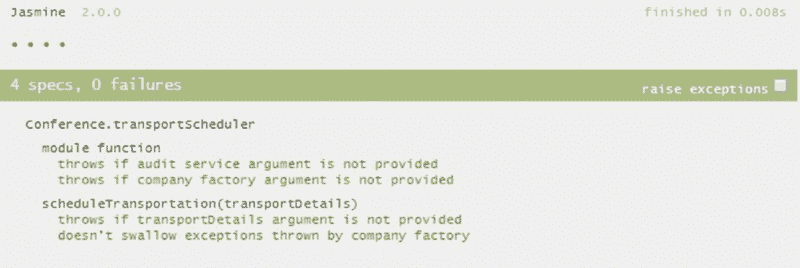 Jasmine 2.0.0 finished in 0.008s
4 specs, 0 failures raise exceptions
Conference.transportScheduler
module function
throws if audit service argument is not provided
throws if company factory argument is not provided
scheduleTransportation(transportDetails)
throws if transportDetails argument is not provided
doesn't swallow exceptions thrown by company factory